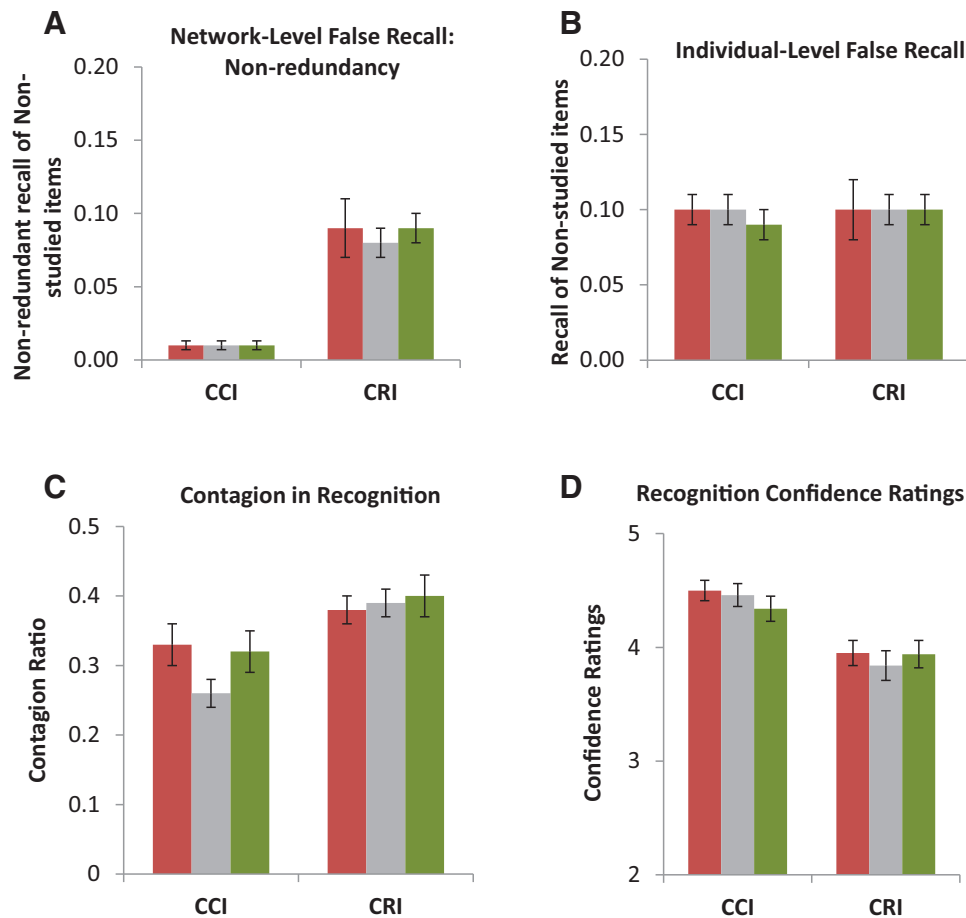 A
Network-Level False Recall:
Non-redundancy
Non-redundant recall of Non-
studied items
0.20
0.15
0.10
0.05
0.00
CCI
CRI
B
Individual-Level False Recall
Recall of Non-studied items
0.20
0.15
0.10
0.05
0.00
CCI
CRI
C
Contagion in Recognition
Contagion Ratio
0.5
0.4
0.3
0.2
0.1
0
CCI
CRI
D
Recognition Confidence Ratings
Confidence Ratings
5
4
3
2
CCI
CRI